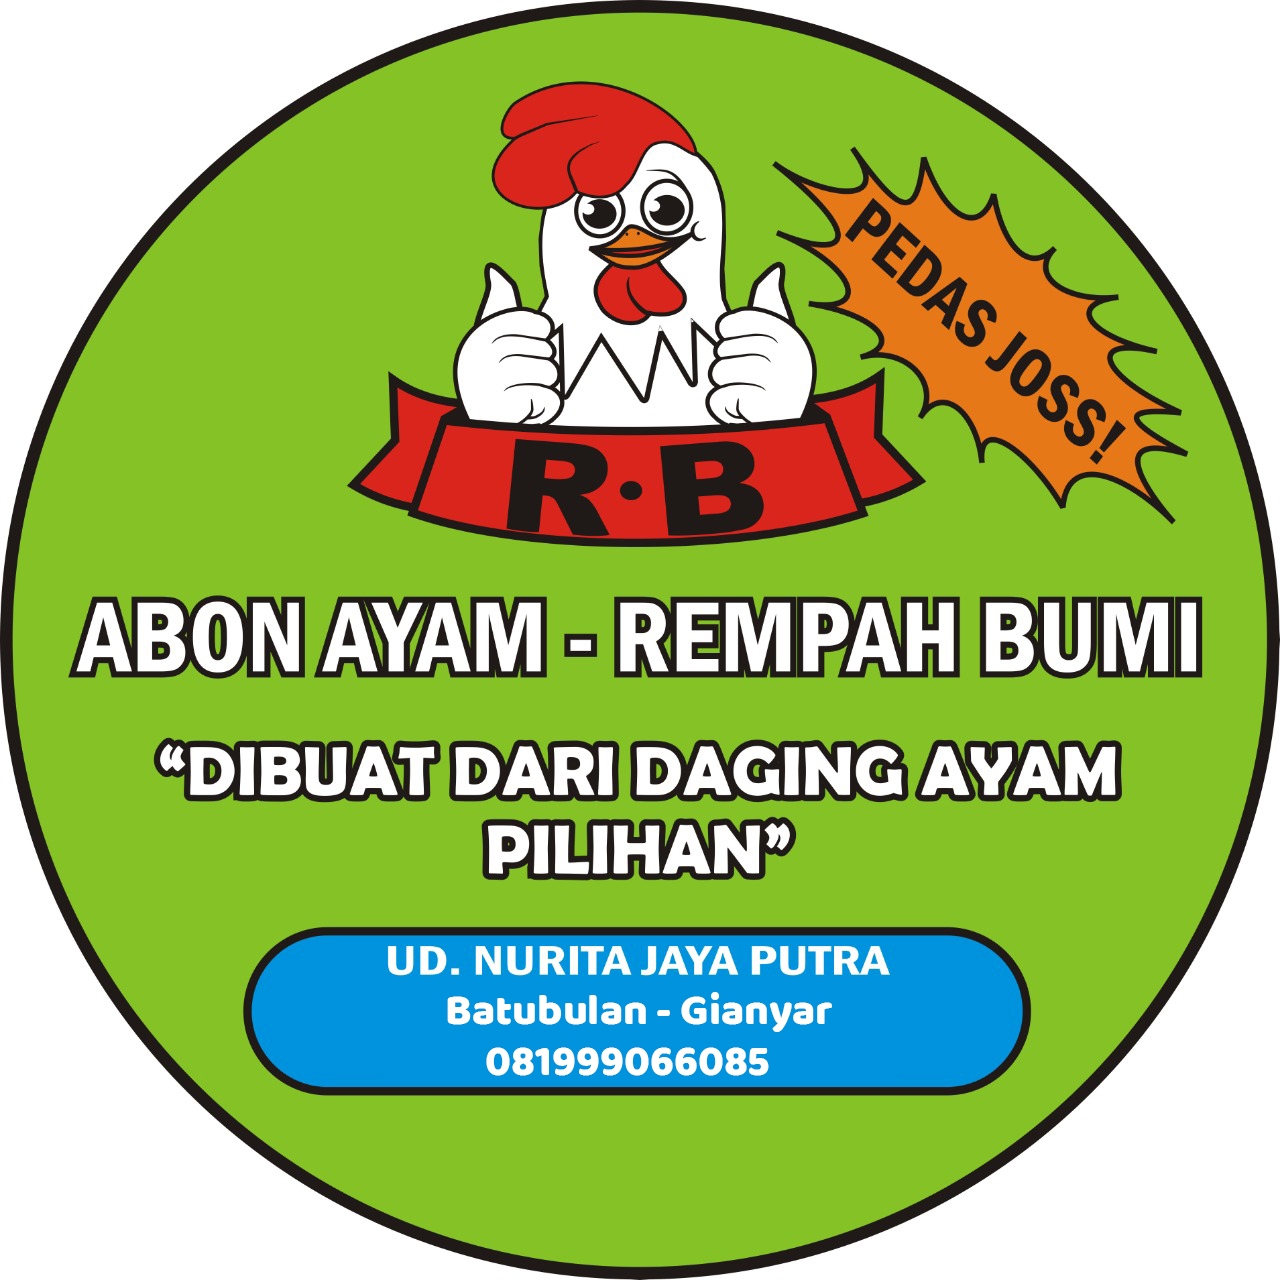 PEDAS JOSS!
R·B
ABON AYAM - REMPAH BUMI
“DIBUAT DARI DAGING AYAM
PILIHAN”
UD. NURITA JAYA PUTRA
Batubulan - Gianyar
081999066085